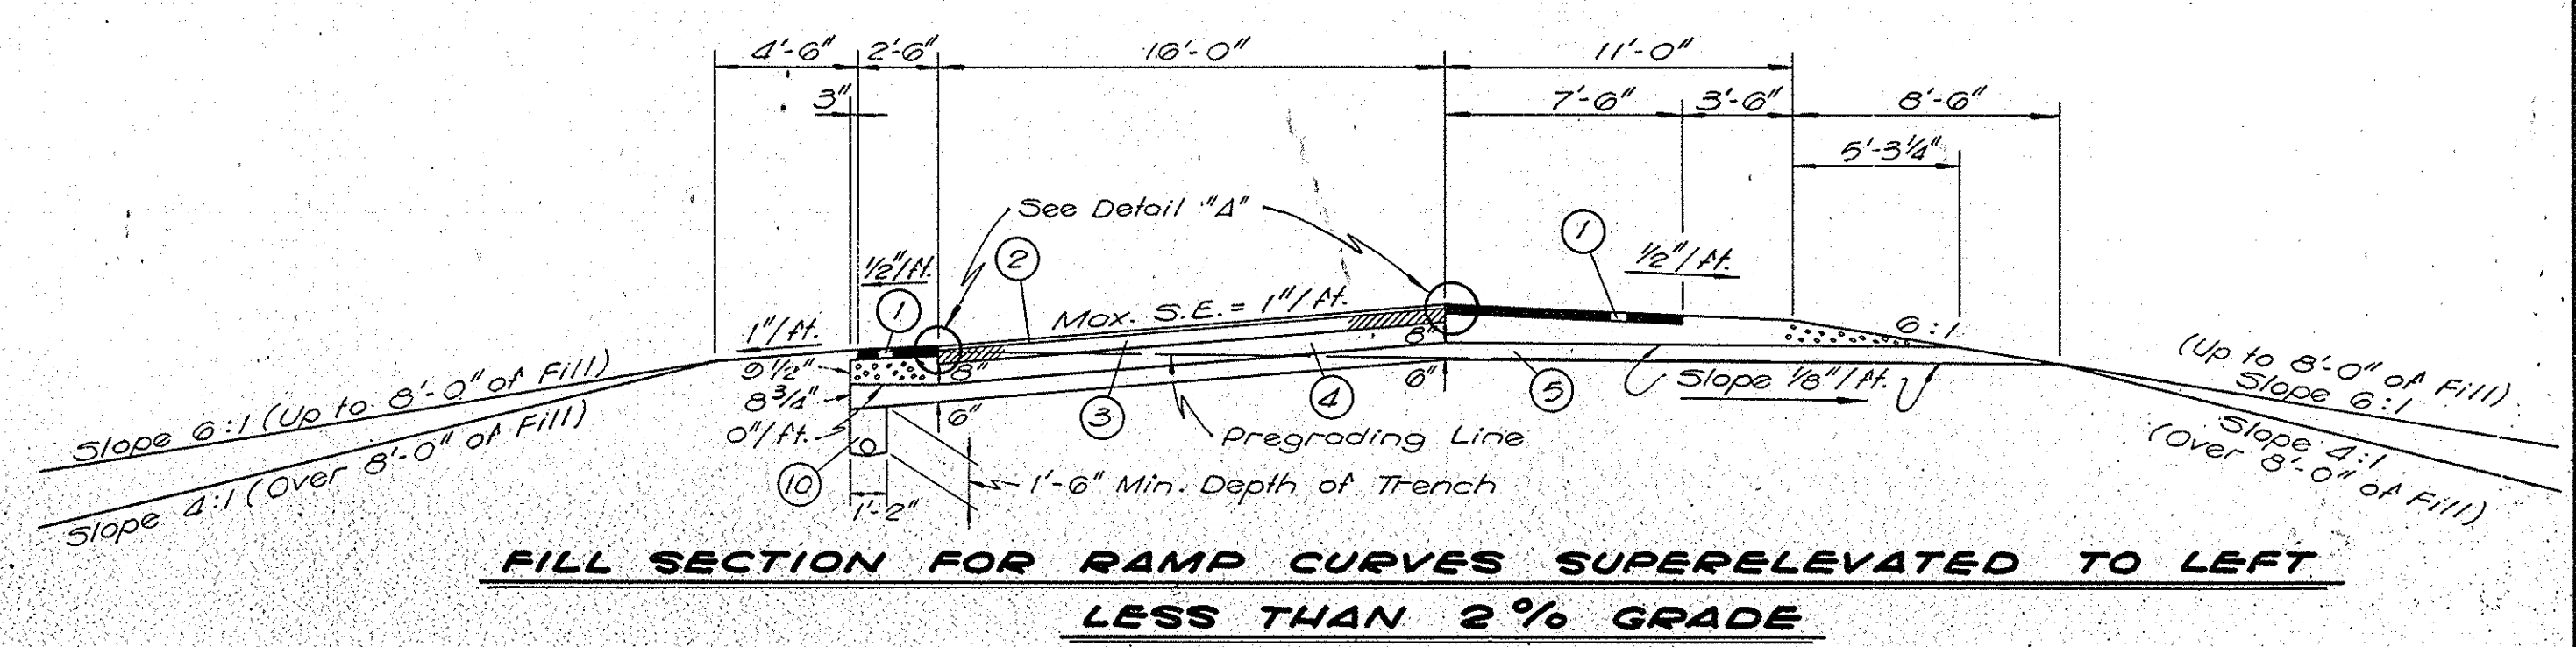 4'-6" 2'-6" 16'-0" 11'-0"
3" 7'-6" 3'-6" 8'-6"
5'-3¼"
See Detail "A"
1
½"/ft.
½"/ft.
2
1
Max. S.E. = 1"/ft.
1"/ft.
6:1
9½"
8"
8"
8¾"
6"
6"
0"/ft.
3
4
5
Slope ⅛"/ft.
Pregrading Line
10
1'-6" Min. Depth of Trench
1'-2"
Slope 6:1 (Up to 8'-0" of Fill)
Slope 4:1 (Over 8'-0" of Fill)
(Up to 8'-0" of Fill)
Slope 6:1
Slope 4:1
(Over 8'-0" of Fill)
FILL SECTION FOR RAMP CURVES SUPERELEVATED TO LEFT
LESS THAN 2% GRADE